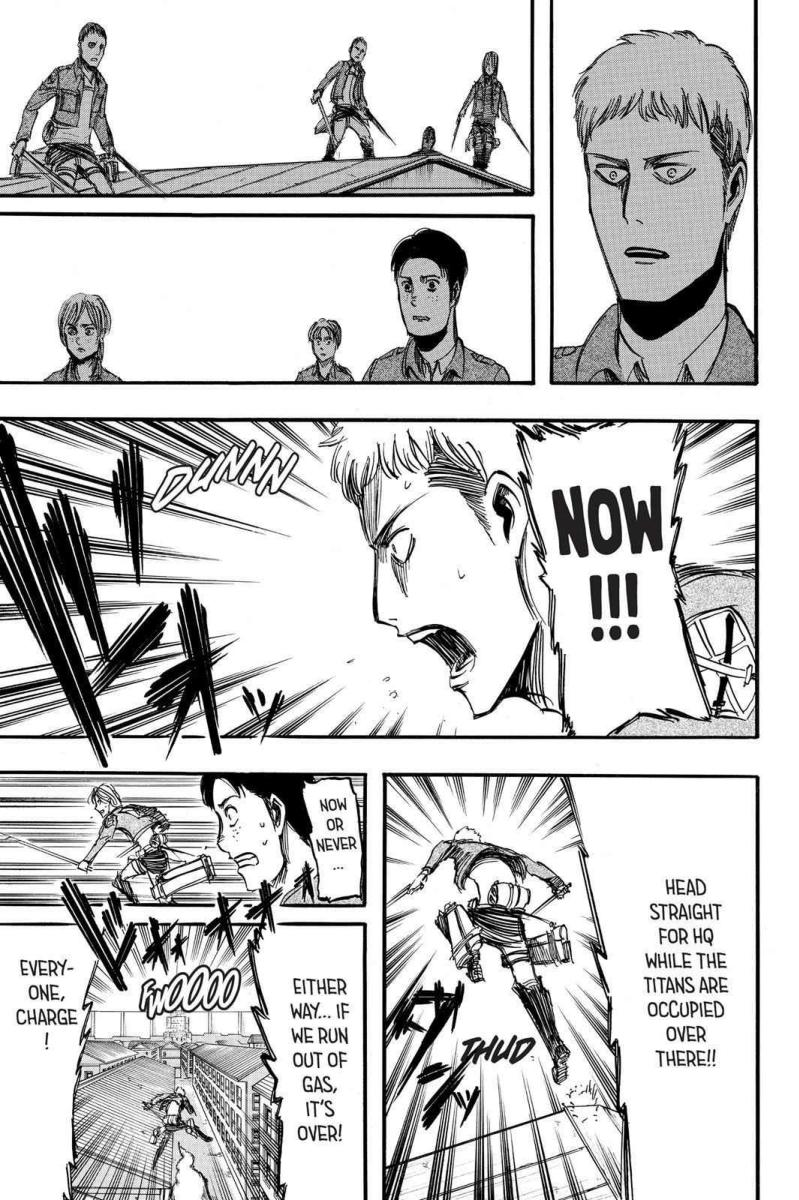 DUNNN
NOW
!!!
HEAD
STRAIGHT
FOR HQ
WHILE THE
TITANS ARE
OCCUPIED
OVER
THERE!!
THUD
NOW
OR
NEVER
...
EITHER
WAY... IF
WE RUN
OUT OF
GAS,
IT'S
OVER!
FWOOOO
EVERY-
ONE,
CHARGE
!